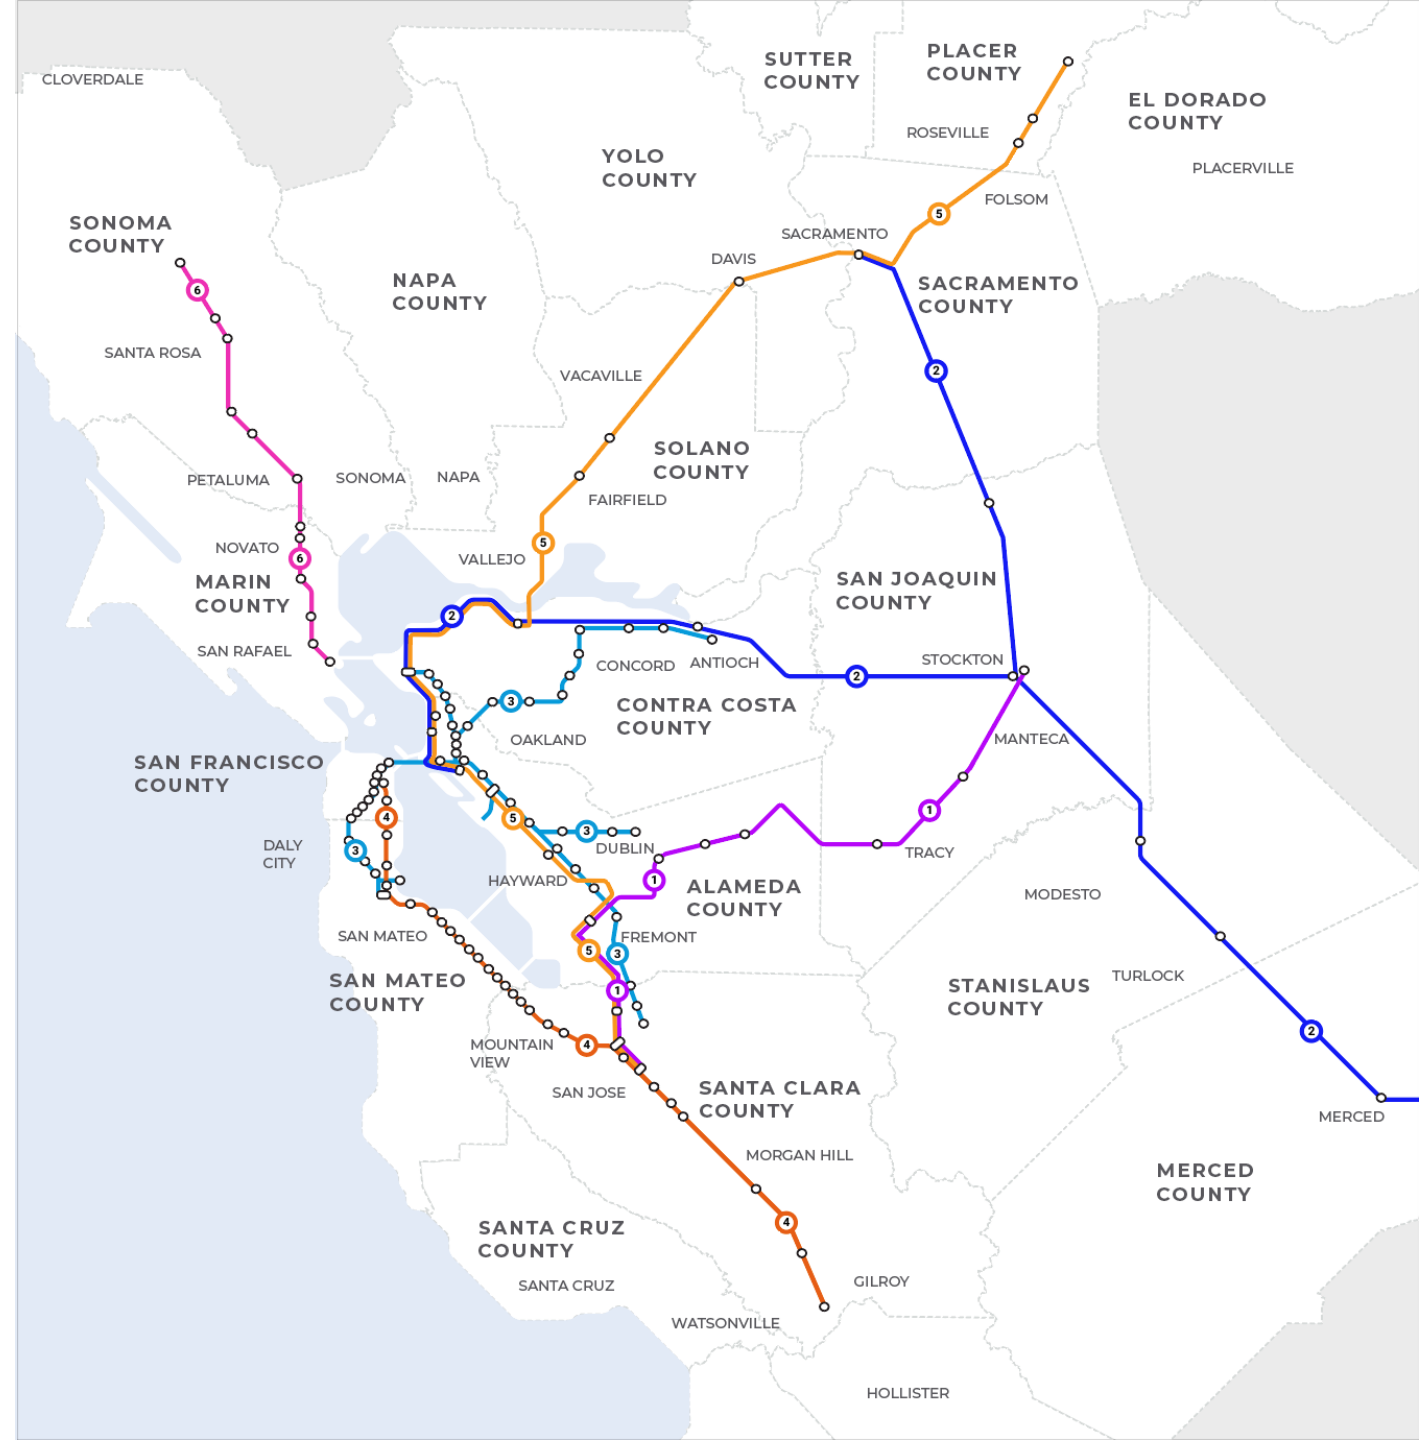 CLOVERDALE
SUTTER
COUNTY
PLACER
COUNTY
EL DORADO
COUNTY
ROSEVILLE
PLACERVILLE
YOLO
COUNTY
FOLSOM
5
SONOMA
COUNTY
SACRAMENTO
DAVIS
NAPA
COUNTY
SACRAMENTO
COUNTY
6
SANTA ROSA
VACAVILLE
2
SOLANO
COUNTY
PETALUMA
SONOMA
NAPA
FAIRFIELD
NOVATO
6
VALLEJO
5
MARIN
COUNTY
SAN JOAQUIN
COUNTY
2
SAN RAFAEL
CONCORD
ANTIOCH
STOCKTON
2
3
CONTRA COSTA
COUNTY
OAKLAND
MANTECA
SAN FRANCISCO
COUNTY
4
5
3
1
DALY
CITY
3
DUBLIN
TRACY
HAYWARD
1
ALAMEDA
COUNTY
MODESTO
SAN MATEO
FREMONT
5
3
SAN MATEO
COUNTY
1
STANISLAUS
COUNTY
TURLOCK
2
MOUNTAIN
VIEW
4
SAN JOSE
SANTA CLARA
COUNTY
MERCED
MORGAN HILL
MERCED
COUNTY
4
SANTA CRUZ
COUNTY
SANTA CRUZ
GILROY
WATSONVILLE
HOLLISTER